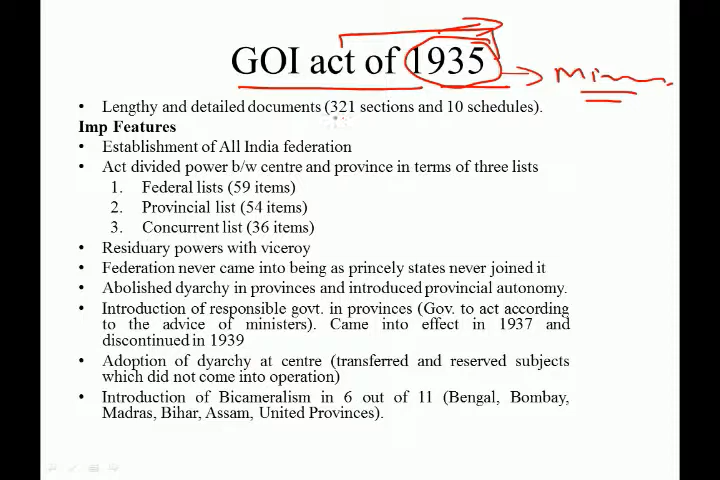 GOI act of 1935
• Lengthy and detailed documents (321 sections and 10 schedules).
Imp Features
• Establishment of All India federation
• Act divided power b/w centre and province in terms of three lists
1. Federal lists (59 items)
2. Provincial list (54 items)
3. Concurrent list (36 items)
• Residuary powers with viceroy
• Federation never came into being as princely states never joined it
• Abolished dyarchy in provinces and introduced provincial autonomy.
• Introduction of responsible govt. in provinces (Gov. to act according
to the advice of ministers). Came into effect in 1937 and
discontinued in 1939
• Adoption of dyarchy at centre (transferred and reserved subjects
which did not come into operation)
• Introduction of Bicameralism in 6 out of 11 (Bengal, Bombay,
Madras, Bihar, Assam, United Provinces).